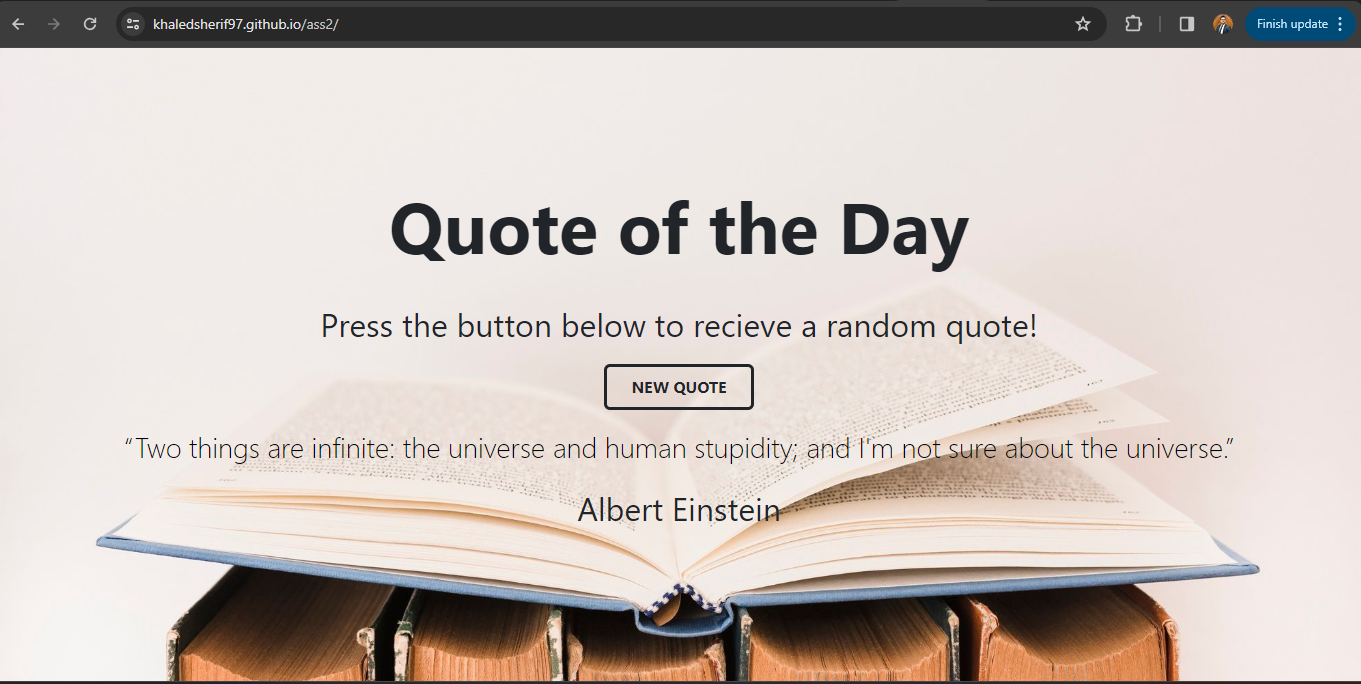 khaledsherif97.github.io/ass2/
Finish update
Quote of the Day
Press the button below to recieve a random quote!
NEW QUOTE
“Two things are infinite: the universe and human stupidity; and I'm not sure about the universe.”
Albert Einstein